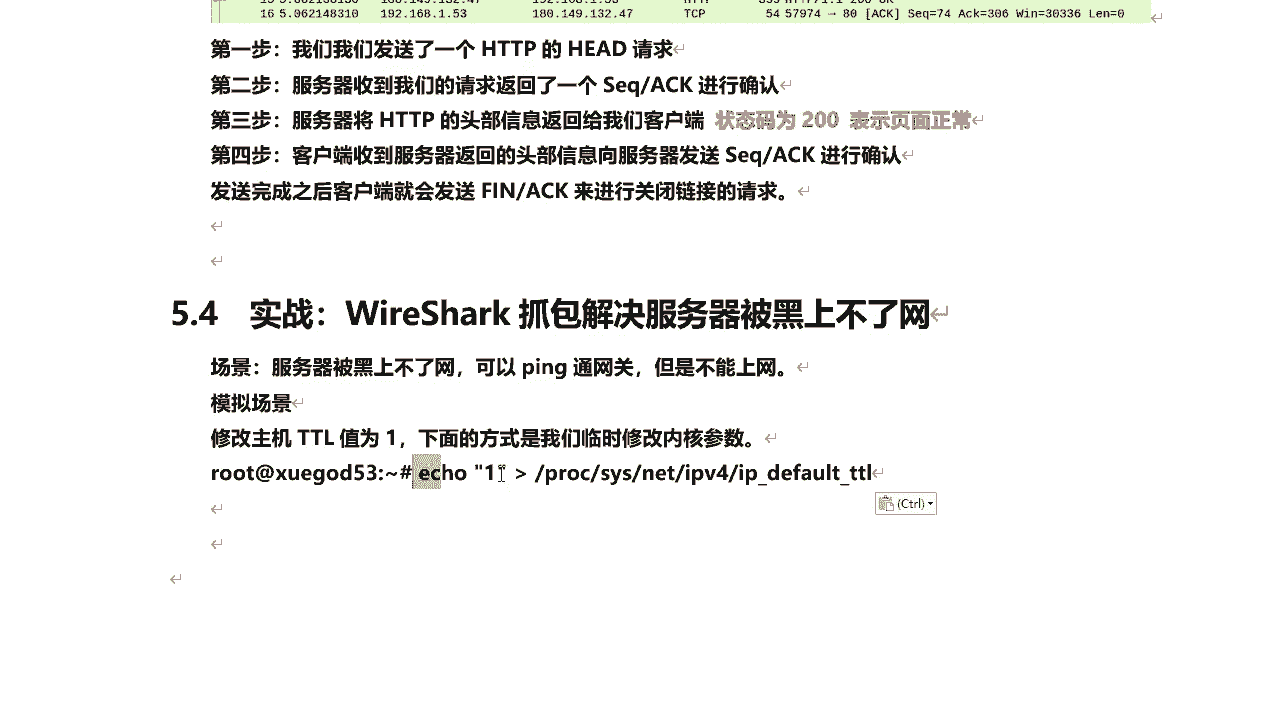 16 5.062148310 192.168.1.53 180.149.132.47 TCP 54 57974 → 80 [ACK] Seq=74 Ack=306 Win=30336 Len=0
第一步：我们我们发送了一个 HTTP 的 HEAD 请求
第二步：服务器收到我们的请求返回了一个 Seq/ACK 进行确认
第三步：服务器将 HTTP 的头部信息返回给我们客户端 状态码为 200 表示页面正常
第四步：客户端收到服务器返回的头部信息向服务器发送 Seq/ACK 进行确认
发送完成之后客户端就会发送 FIN/ACK 来进行关闭链接的请求。
5.4 实战：WireShark 抓包解决服务器被黑上不了网
场景：服务器被黑上不了网，可以 ping 通网关，但是不能上网。
模拟场景
修改主机 TTL 值为 1，下面的方式是我们临时修改内核参数。
root@xuegod53:~# echo "1 > /proc/sys/net/ipv4/ip_default_ttl
(Ctrl)